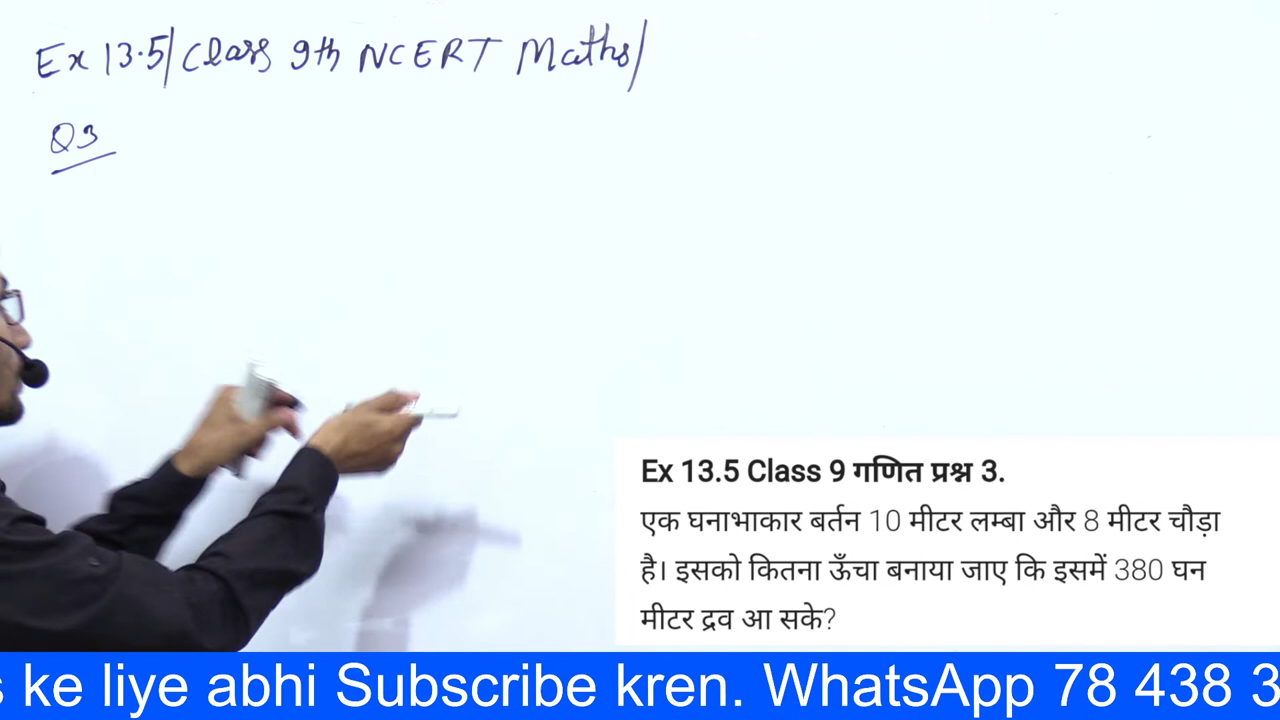 Ex 13.5/Class 9th NCERT Maths/
Q3
Ex 13.5 Class 9 गणित प्रश्न 3.
एक घनाभाकार बर्तन 10 मीटर लम्बा और 8 मीटर चौड़ा
है। इसको कितना ऊँचा बनाया जाए कि इसमें 380 घन
मीटर द्रव आ सके?
s ke liye abhi Subscribe kren. WhatsApp 78 438 3